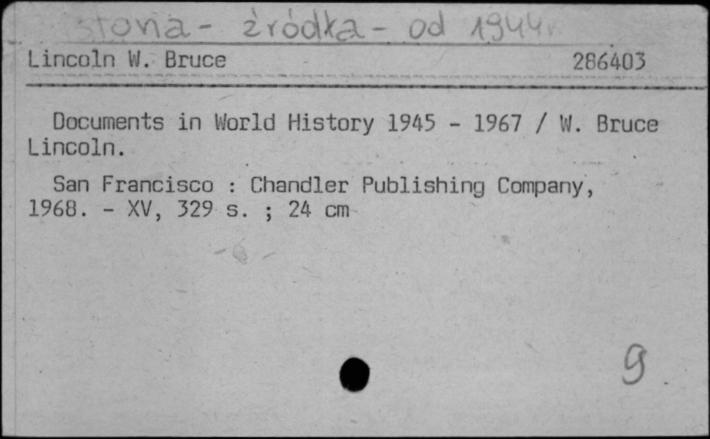 - źródła - od 1944
Lincoln W. Bruce 286403
Documents in World History 1945 - 1967 / W. Bruce
Lincoln.
San Francisco : Chandler Publishing Company,
1968. - XV, 329 s. ; 24 cm
9